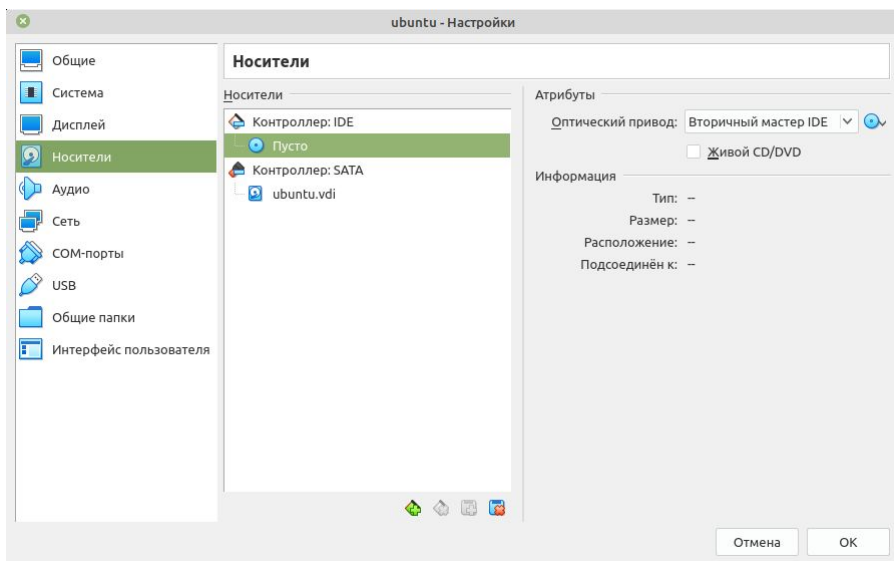 ubuntu - Настройки
Общие
Система
Дисплей
Носители
Аудио
Сеть
COM-порты
USB
Общие папки
Интерфейс пользователя
Носители
Носители
Контроллер: IDE
Пусто
Контроллер: SATA
ubuntu.vdi
Атрибуты
Оптический привод: Вторичный мастер IDE
Живой CD/DVD
Информация
Тип: --
Размер: --
Расположение: --
Подсоединён к: --
Отмена
OK